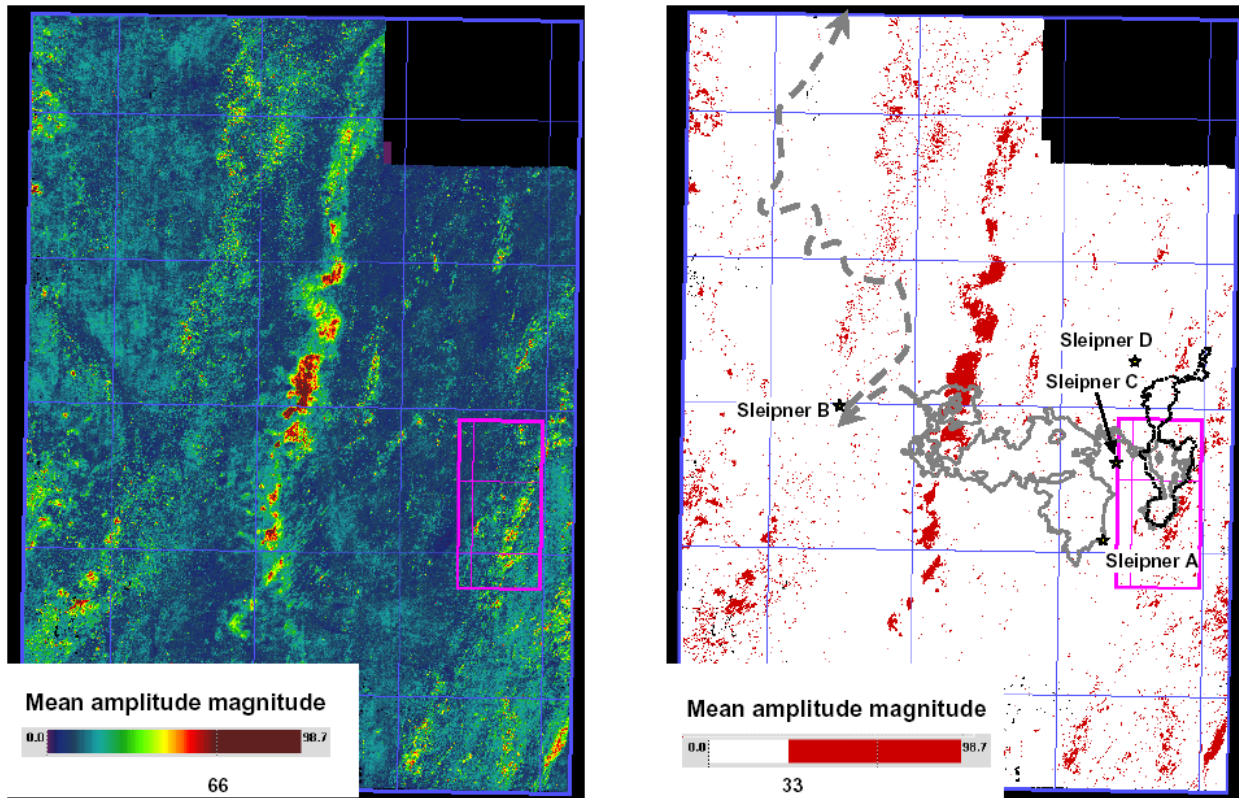 Mean amplitude magnitude
0.0 98.7
66
Sleipner D
Sleipner C
Sleipner B
Sleipner A
Mean amplitude magnitude
0.0 98.7
33